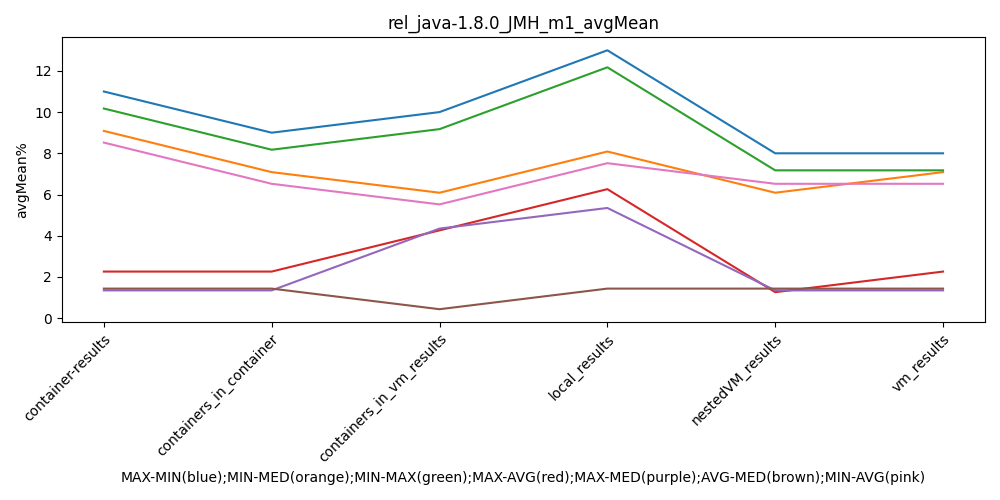 rel_java-1.8.0_JMH_m1_avgMean
avgMean%
12
10
8
6
4
2
0
container-results
containers_in_container
containers_in_vm_results
local_results
nestedVM_results
vm_results
MAX-MIN(blue);MIN-MED(orange);MIN-MAX(green);MAX-AVG(red);MAX-MED(purple);AVG-MED(brown);MIN-AVG(pink)